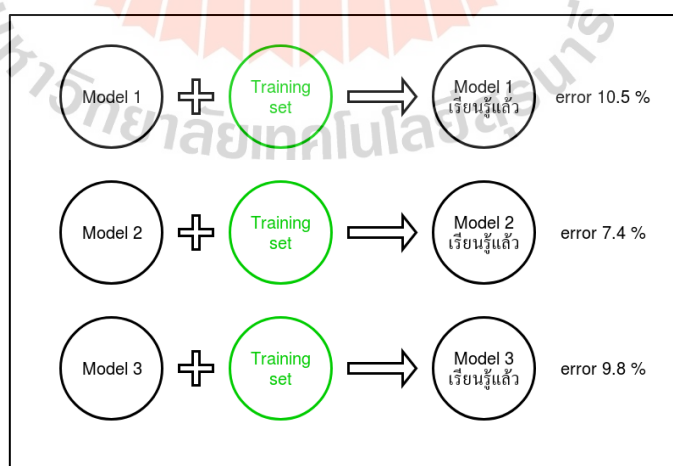 Model 1
Training
set
Model 1
เรียนรู้แล้ว
error 10.5 %
Model 2
Training
set
Model 2
เรียนรู้แล้ว
error 7.4 %
Model 3
Training
set
Model 3
เรียนรู้แล้ว
error 9.8 %